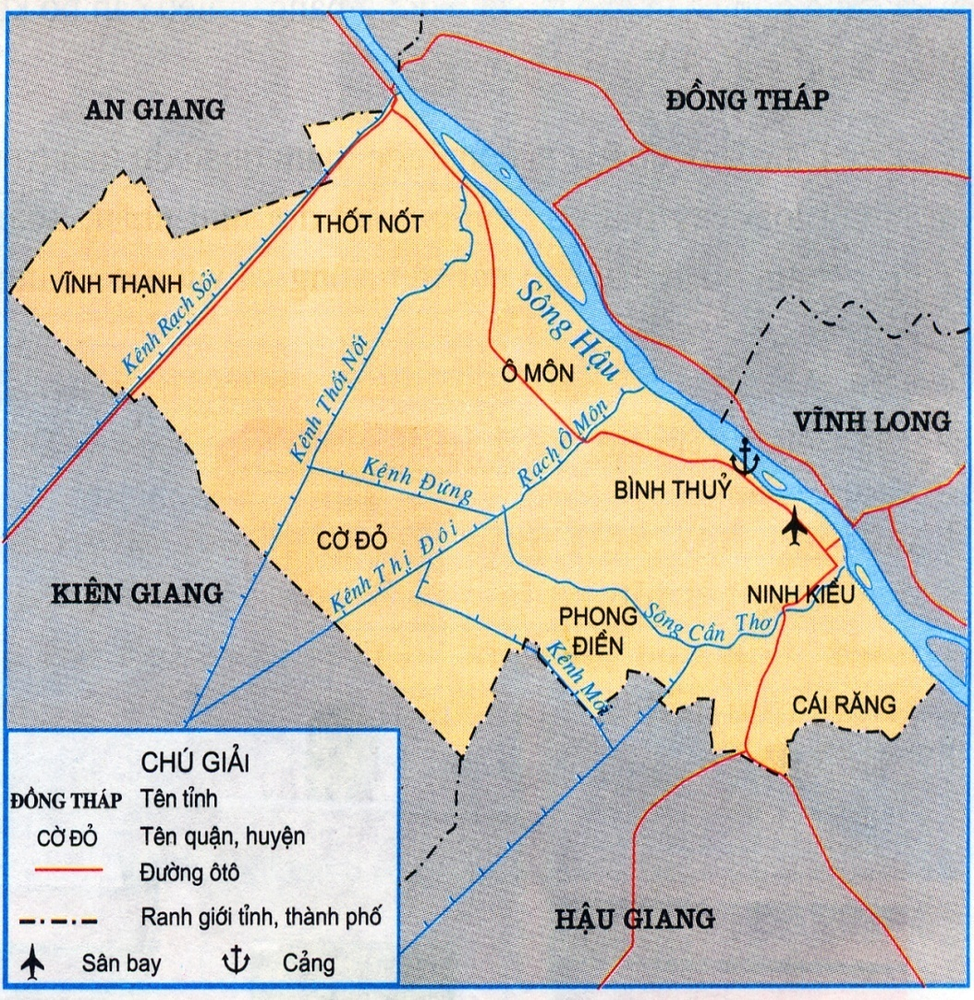 AN GIANG
ĐỒNG THÁP
THỐT NỐT
VĨNH THẠNH
Kênh Rạch Sỏi
Sông Hậu
Kênh Thốt Nốt
Ô MÔN
Rạch Ô Môn
VĨNH LONG
Kênh Đứng
BÌNH THUỶ
CỜ ĐỎ
Kênh Thị Đôi
KIÊN GIANG
NINH KIỀU
PHONG
ĐIỀN
Sông Cần Thơ
Kênh Mới
CÁI RĂNG
HẬU GIANG
CHÚ GIẢI
ĐỒNG THÁP Tên tỉnh
CỜ ĐỎ Tên quận, huyện
Đường ôtô
Ranh giới tỉnh, thành phố
Sân bay Cảng